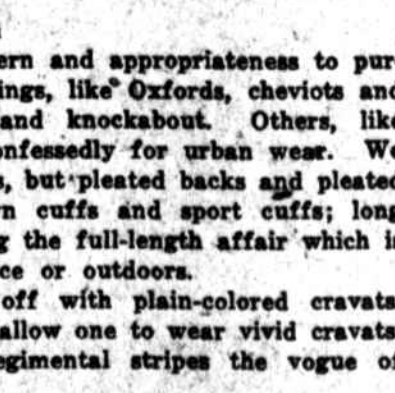 ern and appropriateness to pur
ings, like Oxfords, cheviots and
and knockabout. Others, like
onfessedly for urban wear. We
s, but pleated backs and pleated
n cuffs and sport cuffs; long
g the full-length affair which is
ce or outdoors.
off with plain-colored cravats
allow one to wear vivid cravats
egimental stripes the vogue of